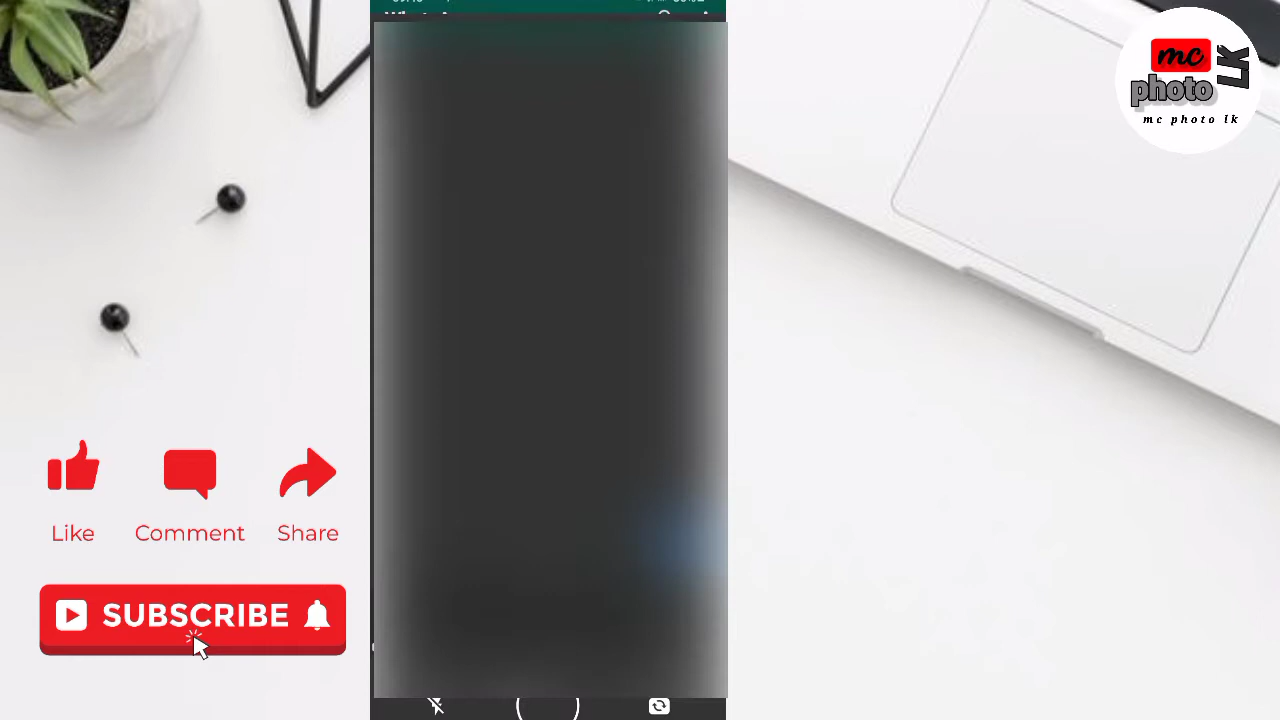 mc
photo
LK
mc photo lk
Like
Comment
Share
SUBSCRIBE